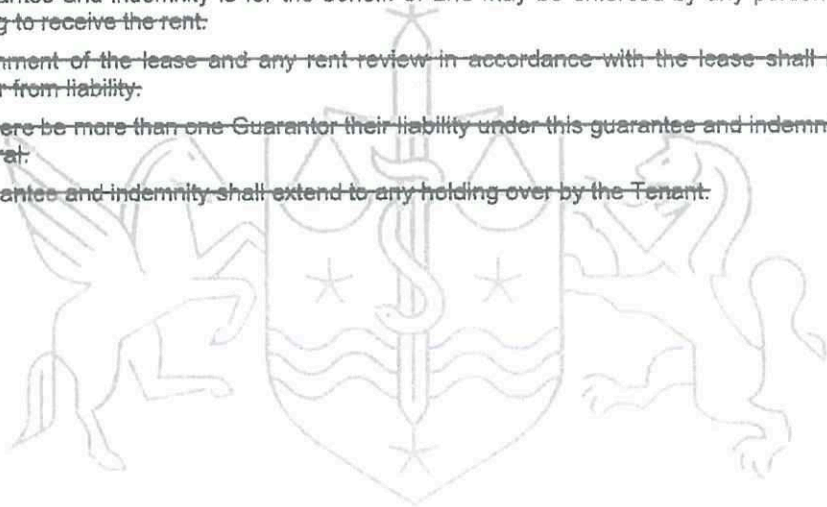 antee and indemnity is for the benefit of and may be enforced by any person
g to receive the rent.
nment of the lease and any rent review in accordance with the lease shall
r from liability.
ere be more than one Guarantor their liability under this guarantee and indemn
ral.
antee and indemnity shall extend to any holding over by the Tenant.